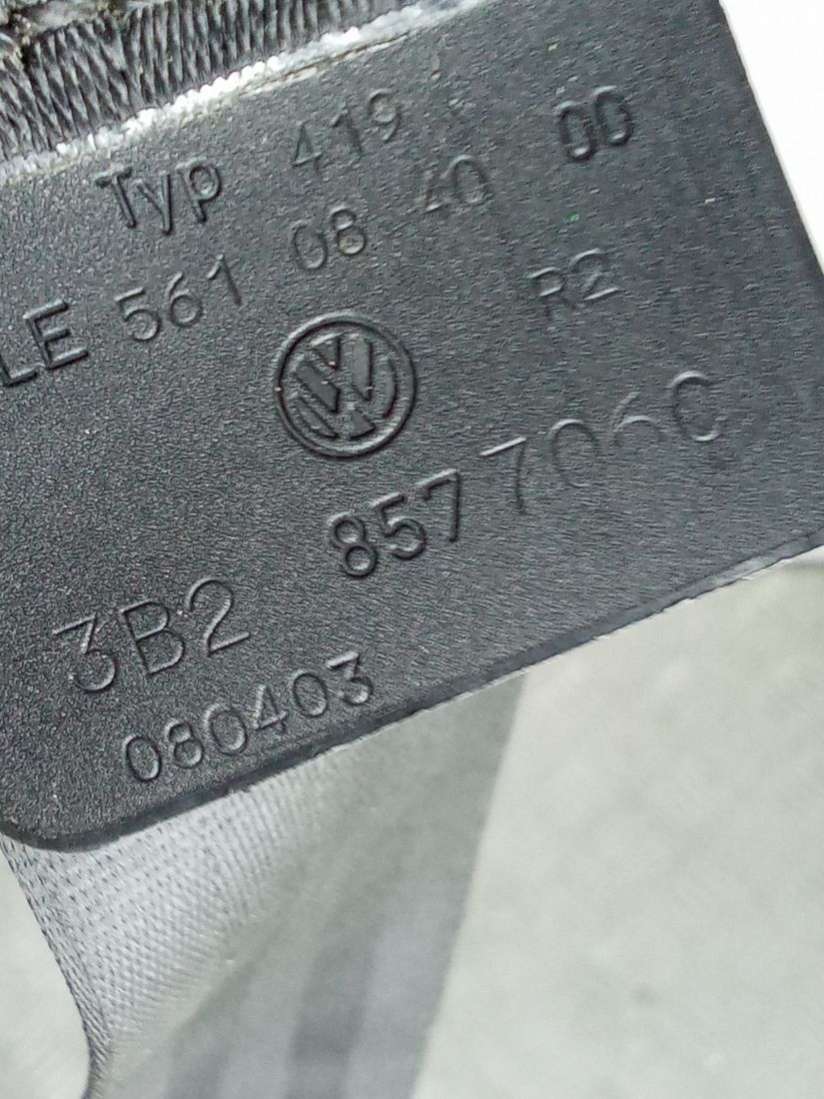 Typ 419
LE 561 08 40 00
R2
3B2 857 706C
080403